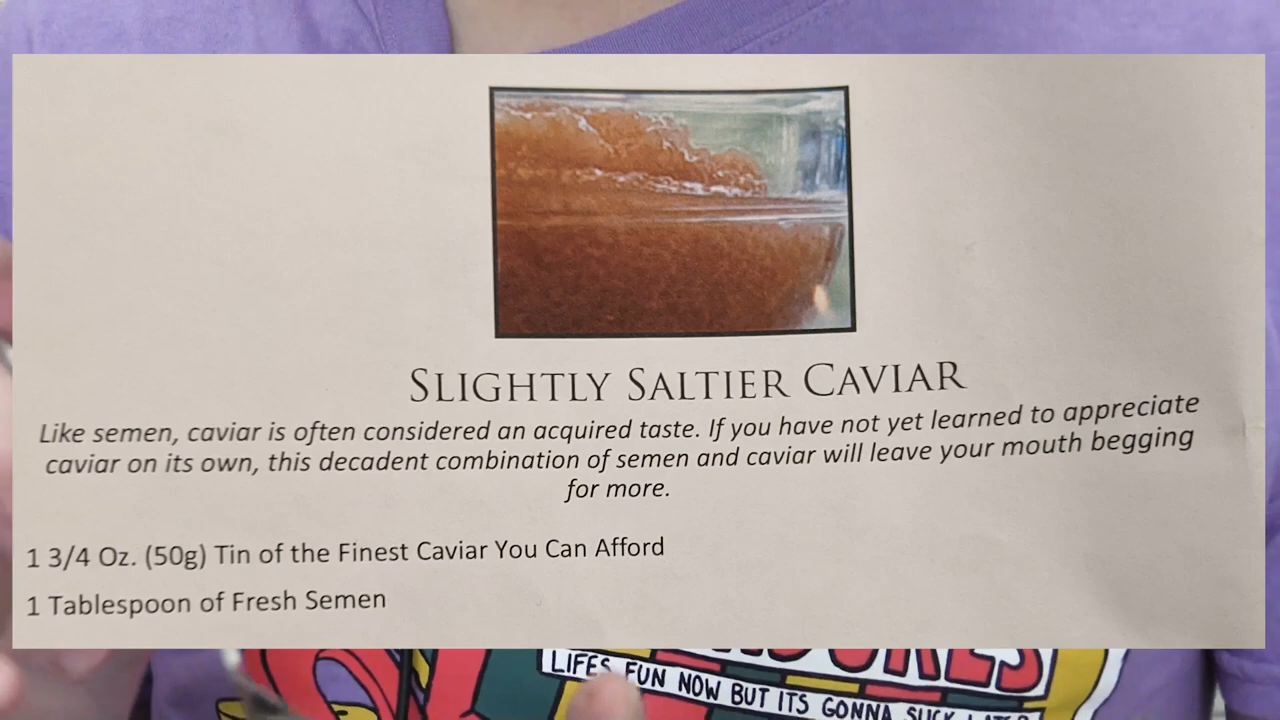 SLIGHTLY SALTIER CAVIAR
Like semen, caviar is often considered an acquired taste. If you have not yet learned to appreciate
caviar on its own, this decadent combination of semen and caviar will leave your mouth begging
for more.
1 3/4 Oz. (50g) Tin of the Finest Caviar You Can Afford
1 Tablespoon of Fresh Semen
LIFES FUN NOW BUT ITS GONNA SUCK LATER